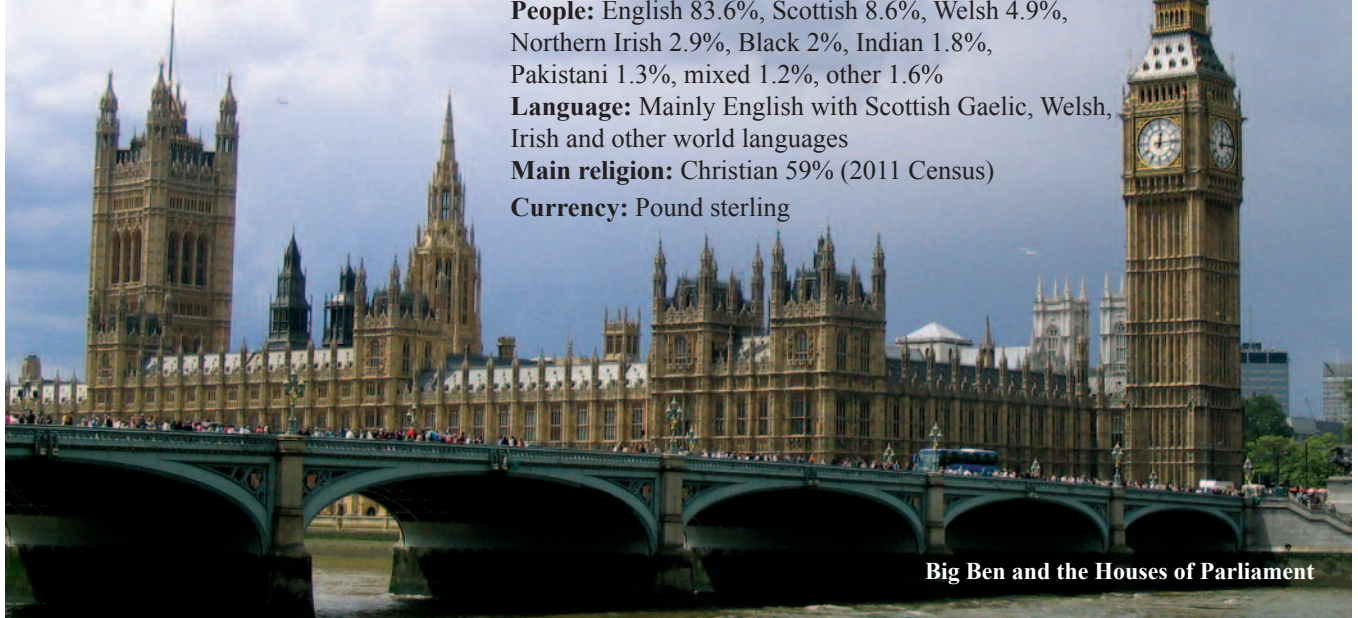 People: English 83.6%, Scottish 8.6%, Welsh 4.9%,
Northern Irish 2.9%, Black 2%, Indian 1.8%,
Pakistani 1.3%, mixed 1.2%, other 1.6%
Language: Mainly English with Scottish Gaelic, Welsh,
Irish and other world languages
Main religion: Christian 59% (2011 Census)
Currency: Pound sterling
Big Ben and the Houses of Parliament